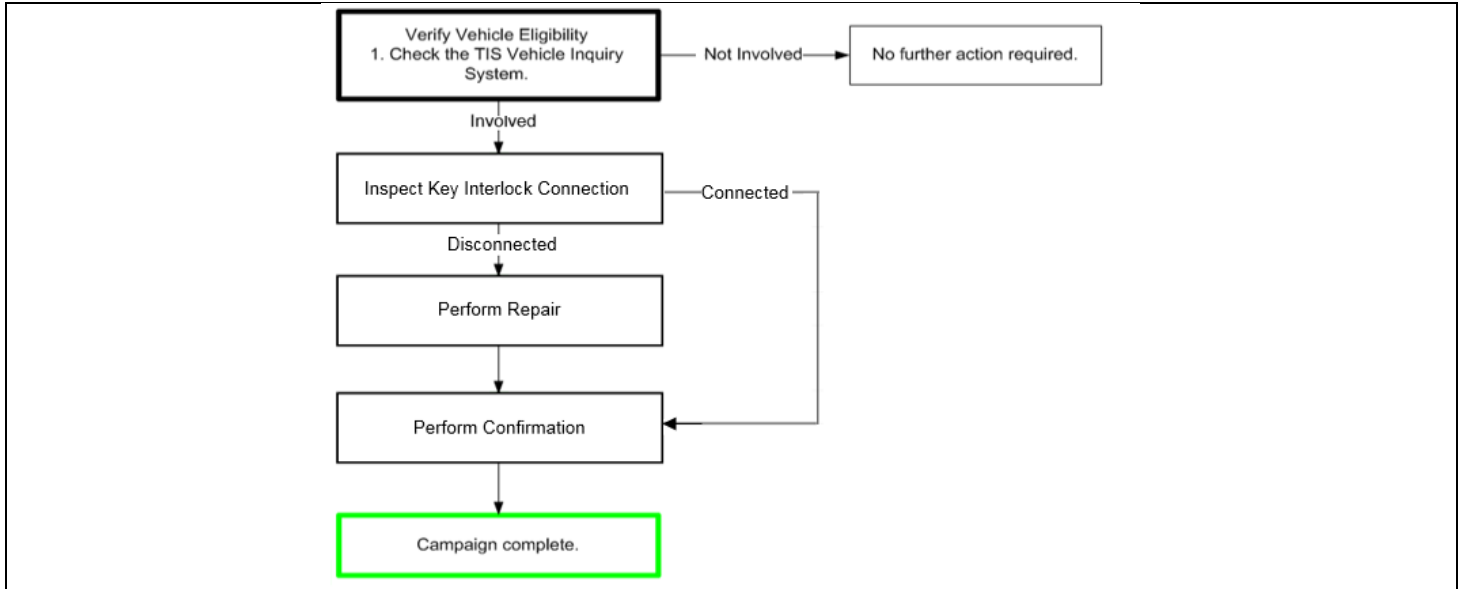 Verify Vehicle Eligibility
1. Check the TIS Vehicle Inquiry
System.
Not Involved
No further action required.
Involved
Inspect Key Interlock Connection
Connected
Disconnected
Perform Repair
Perform Confirmation
Campaign complete.